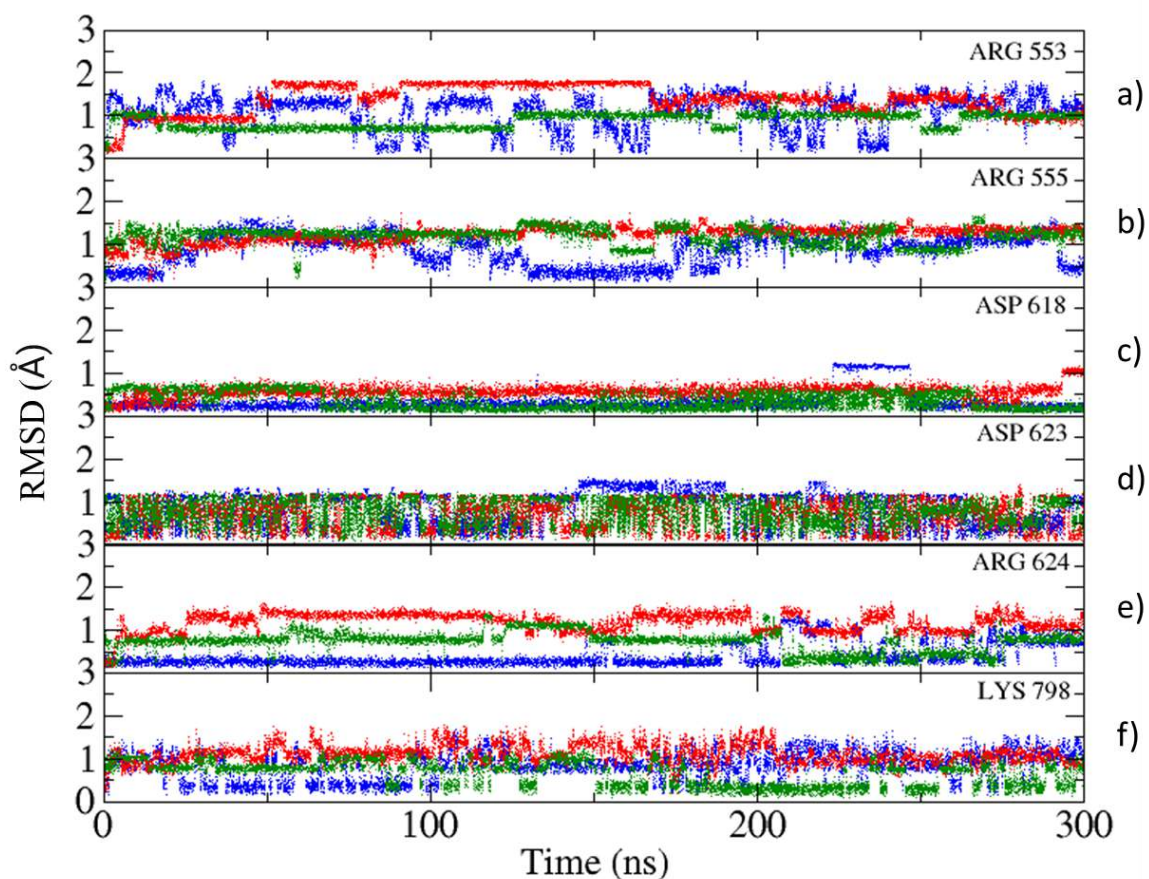 3
ARG 553
2
a)
1
3
ARG 555
2
b)
1
3
ASP 618
2
c)
1
3
ASP 623
2
d)
1
3
ARG 624
2
e)
1
3
LYS 798
2
f)
1
0
0 100 200 300
Time (ns)
RMSD (Å)